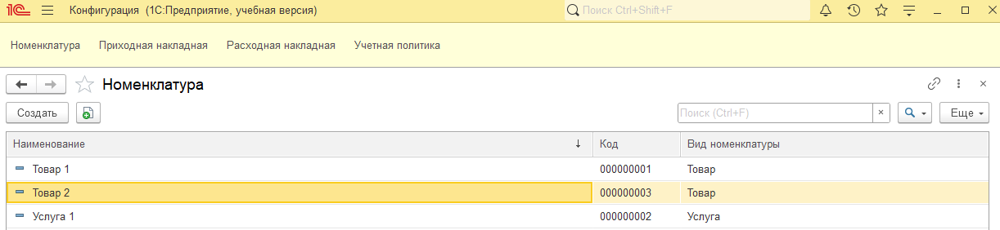 1С Конфигурация (1С:Предприятие, учебная версия) Поиск Ctrl+Shift+F
Номенклатура Приходная накладная Расходная накладная Учетная политика
Номенклатура
Создать Поиск (Ctrl+F) × Еще
Наименование ↓ Код Вид номенклатуры
Товар 1 000000001 Товар
Товар 2 000000003 Товар
Услуга 1 000000002 Услуга